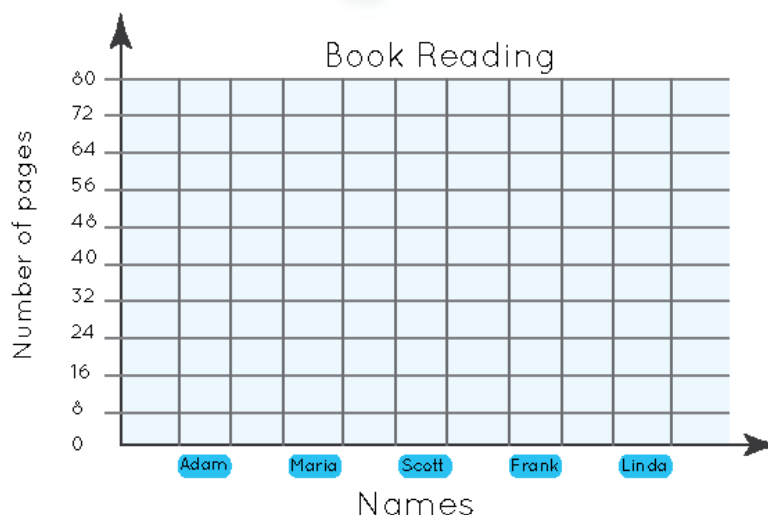 Book Reading
Number of pages
80
72
64
56
48
40
32
24
16
8
0
Adam Maria Scott Frank Linda
Names